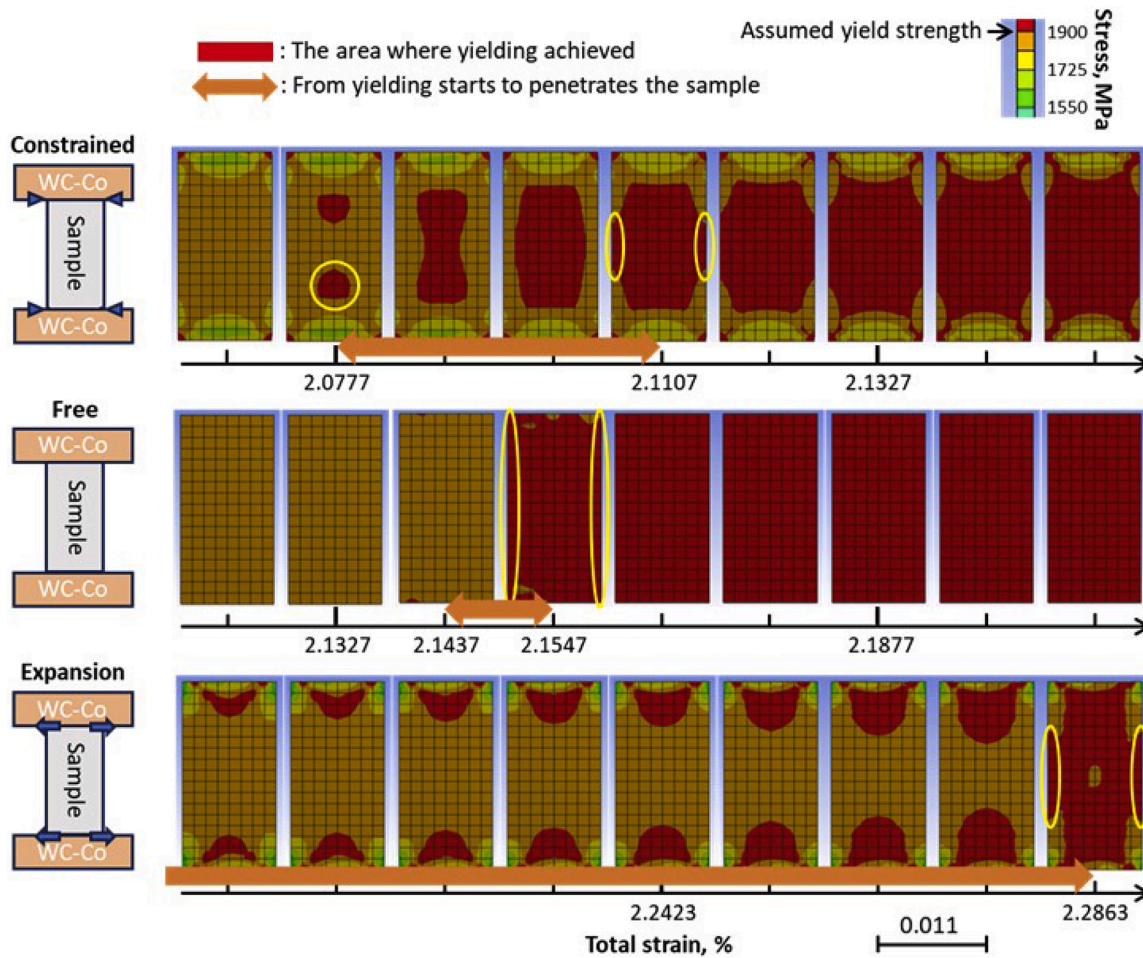 : The area where yielding achieved
: From yielding starts to penetrates the sample
Assumed yield strength
1900
1725
1550
Stress, MPa
Constrained
WC-Co
Sample
WC-Co
2.0777
2.1107
2.1327
Free
WC-Co
Sample
WC-Co
2.1327
2.1437
2.1547
2.1877
Expansion
WC-Co
Sample
WC-Co
2.2423
2.2863
Total strain, %
0.011